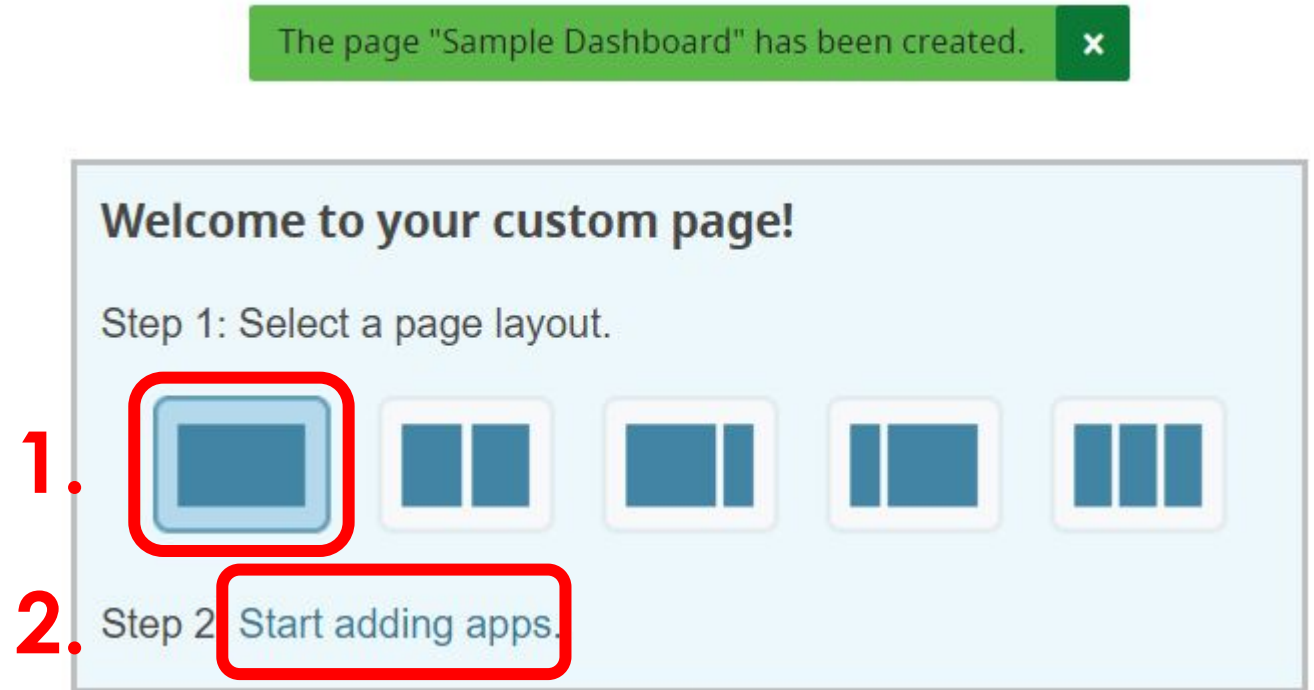 The page "Sample Dashboard" has been created. ×
Welcome to your custom page!
Step 1: Select a page layout.
1.
2.
Step 2 Start adding apps.